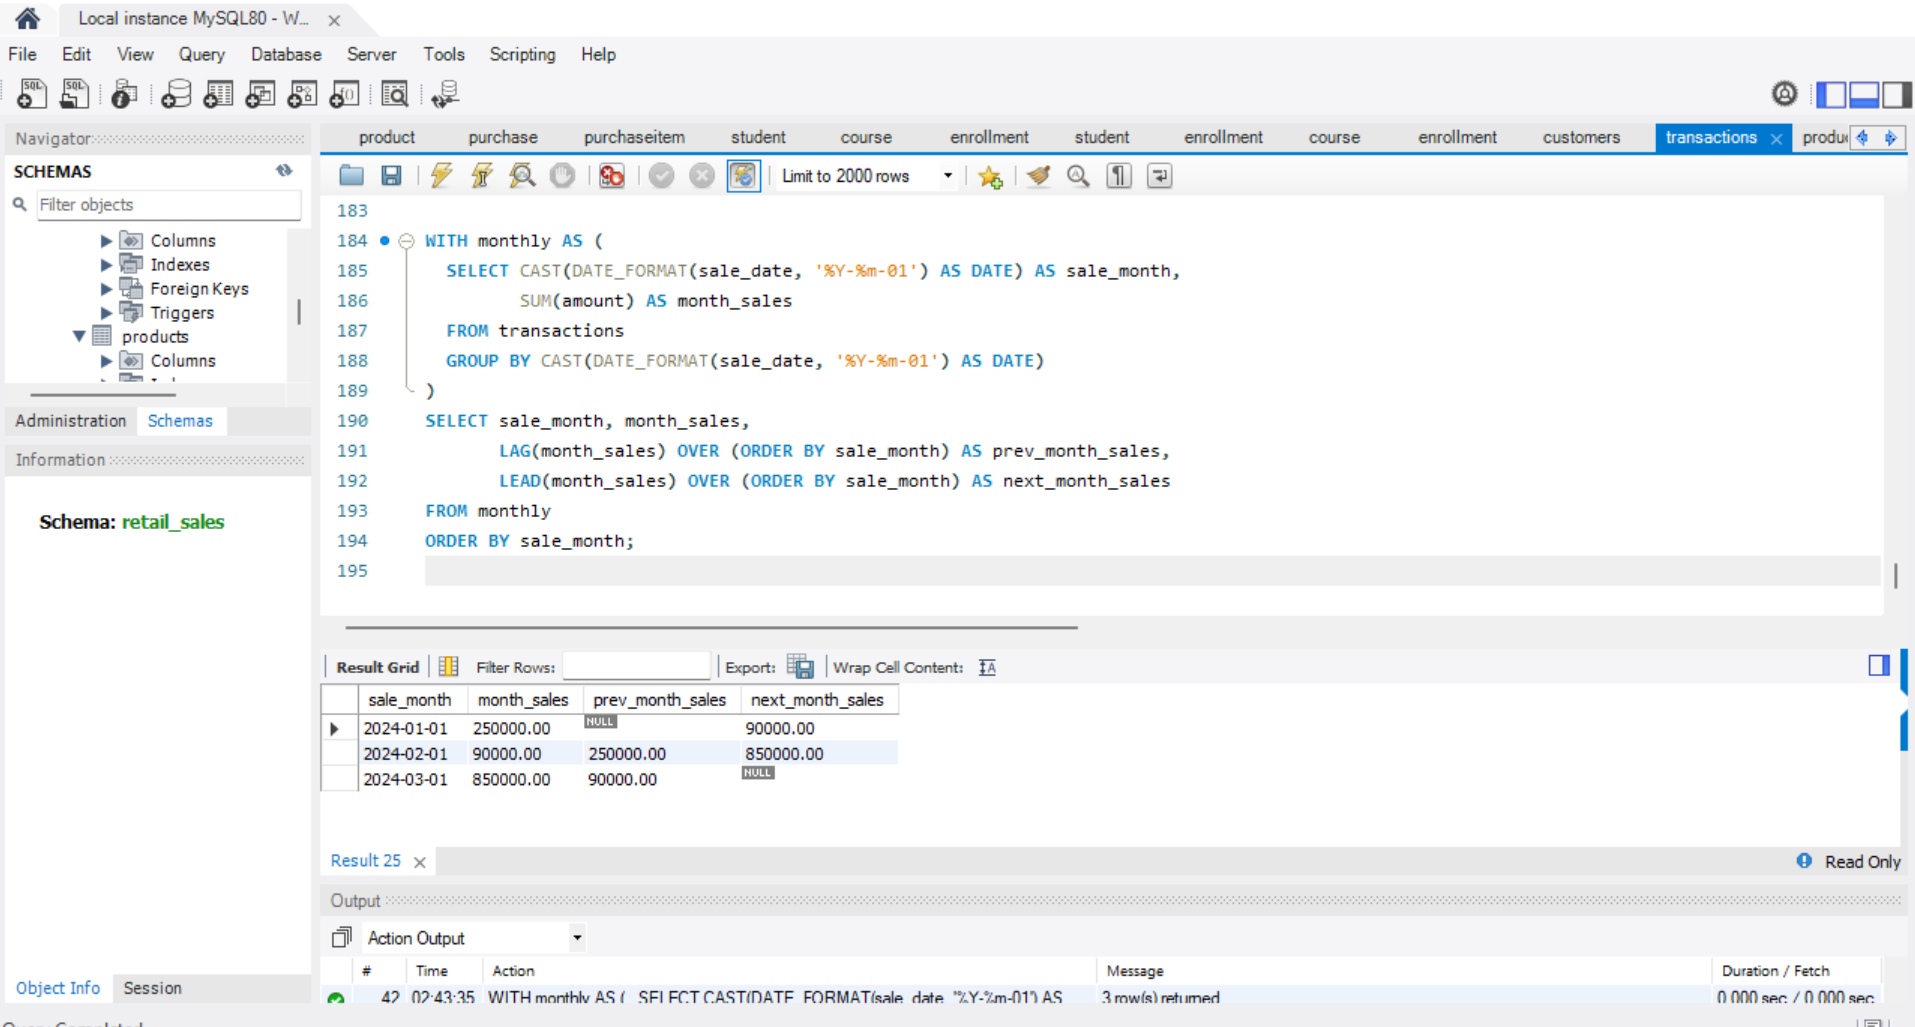 Local instance MySQL80 - W...
File Edit View Query Database Server Tools Scripting Help
Navigator
SCHEMAS
Filter objects
Columns
Indexes
Foreign Keys
Triggers
products
Columns
Administration Schemas
Information
Schema: retail_sales
Object Info Session
product purchase purchaseitem student course enrollment student enrollment course enrollment customers transactions produ
Limit to 2000 rows
183
184 WITH monthly AS (
185 SELECT CAST(DATE_FORMAT(sale_date, '%Y-%m-01') AS DATE) AS sale_month,
186 SUM(amount) AS month_sales
187 FROM transactions
188 GROUP BY CAST(DATE_FORMAT(sale_date, '%Y-%m-01') AS DATE)
189 )
190 SELECT sale_month, month_sales,
191 LAG(month_sales) OVER (ORDER BY sale_month) AS prev_month_sales,
192 LEAD(month_sales) OVER (ORDER BY sale_month) AS next_month_sales
193 FROM monthly
194 ORDER BY sale_month;
195
Result Grid Filter Rows: Export: Wrap Cell Content:
sale_month month_sales prev_month_sales next_month_sales
2024-01-01 250000.00 NULL 90000.00
2024-02-01 90000.00 250000.00 850000.00
2024-03-01 850000.00 90000.00 NULL
Result 25 Read Only
Output
Action Output
# Time Action Message Duration / Fetch
42 02:43:35 WITH monthly AS ( SELECT CAST(DATE_FORMAT(sale_date, '%Y-%m-01') AS 3 row(s) returned 0.000 sec / 0.000 sec
Query Completed